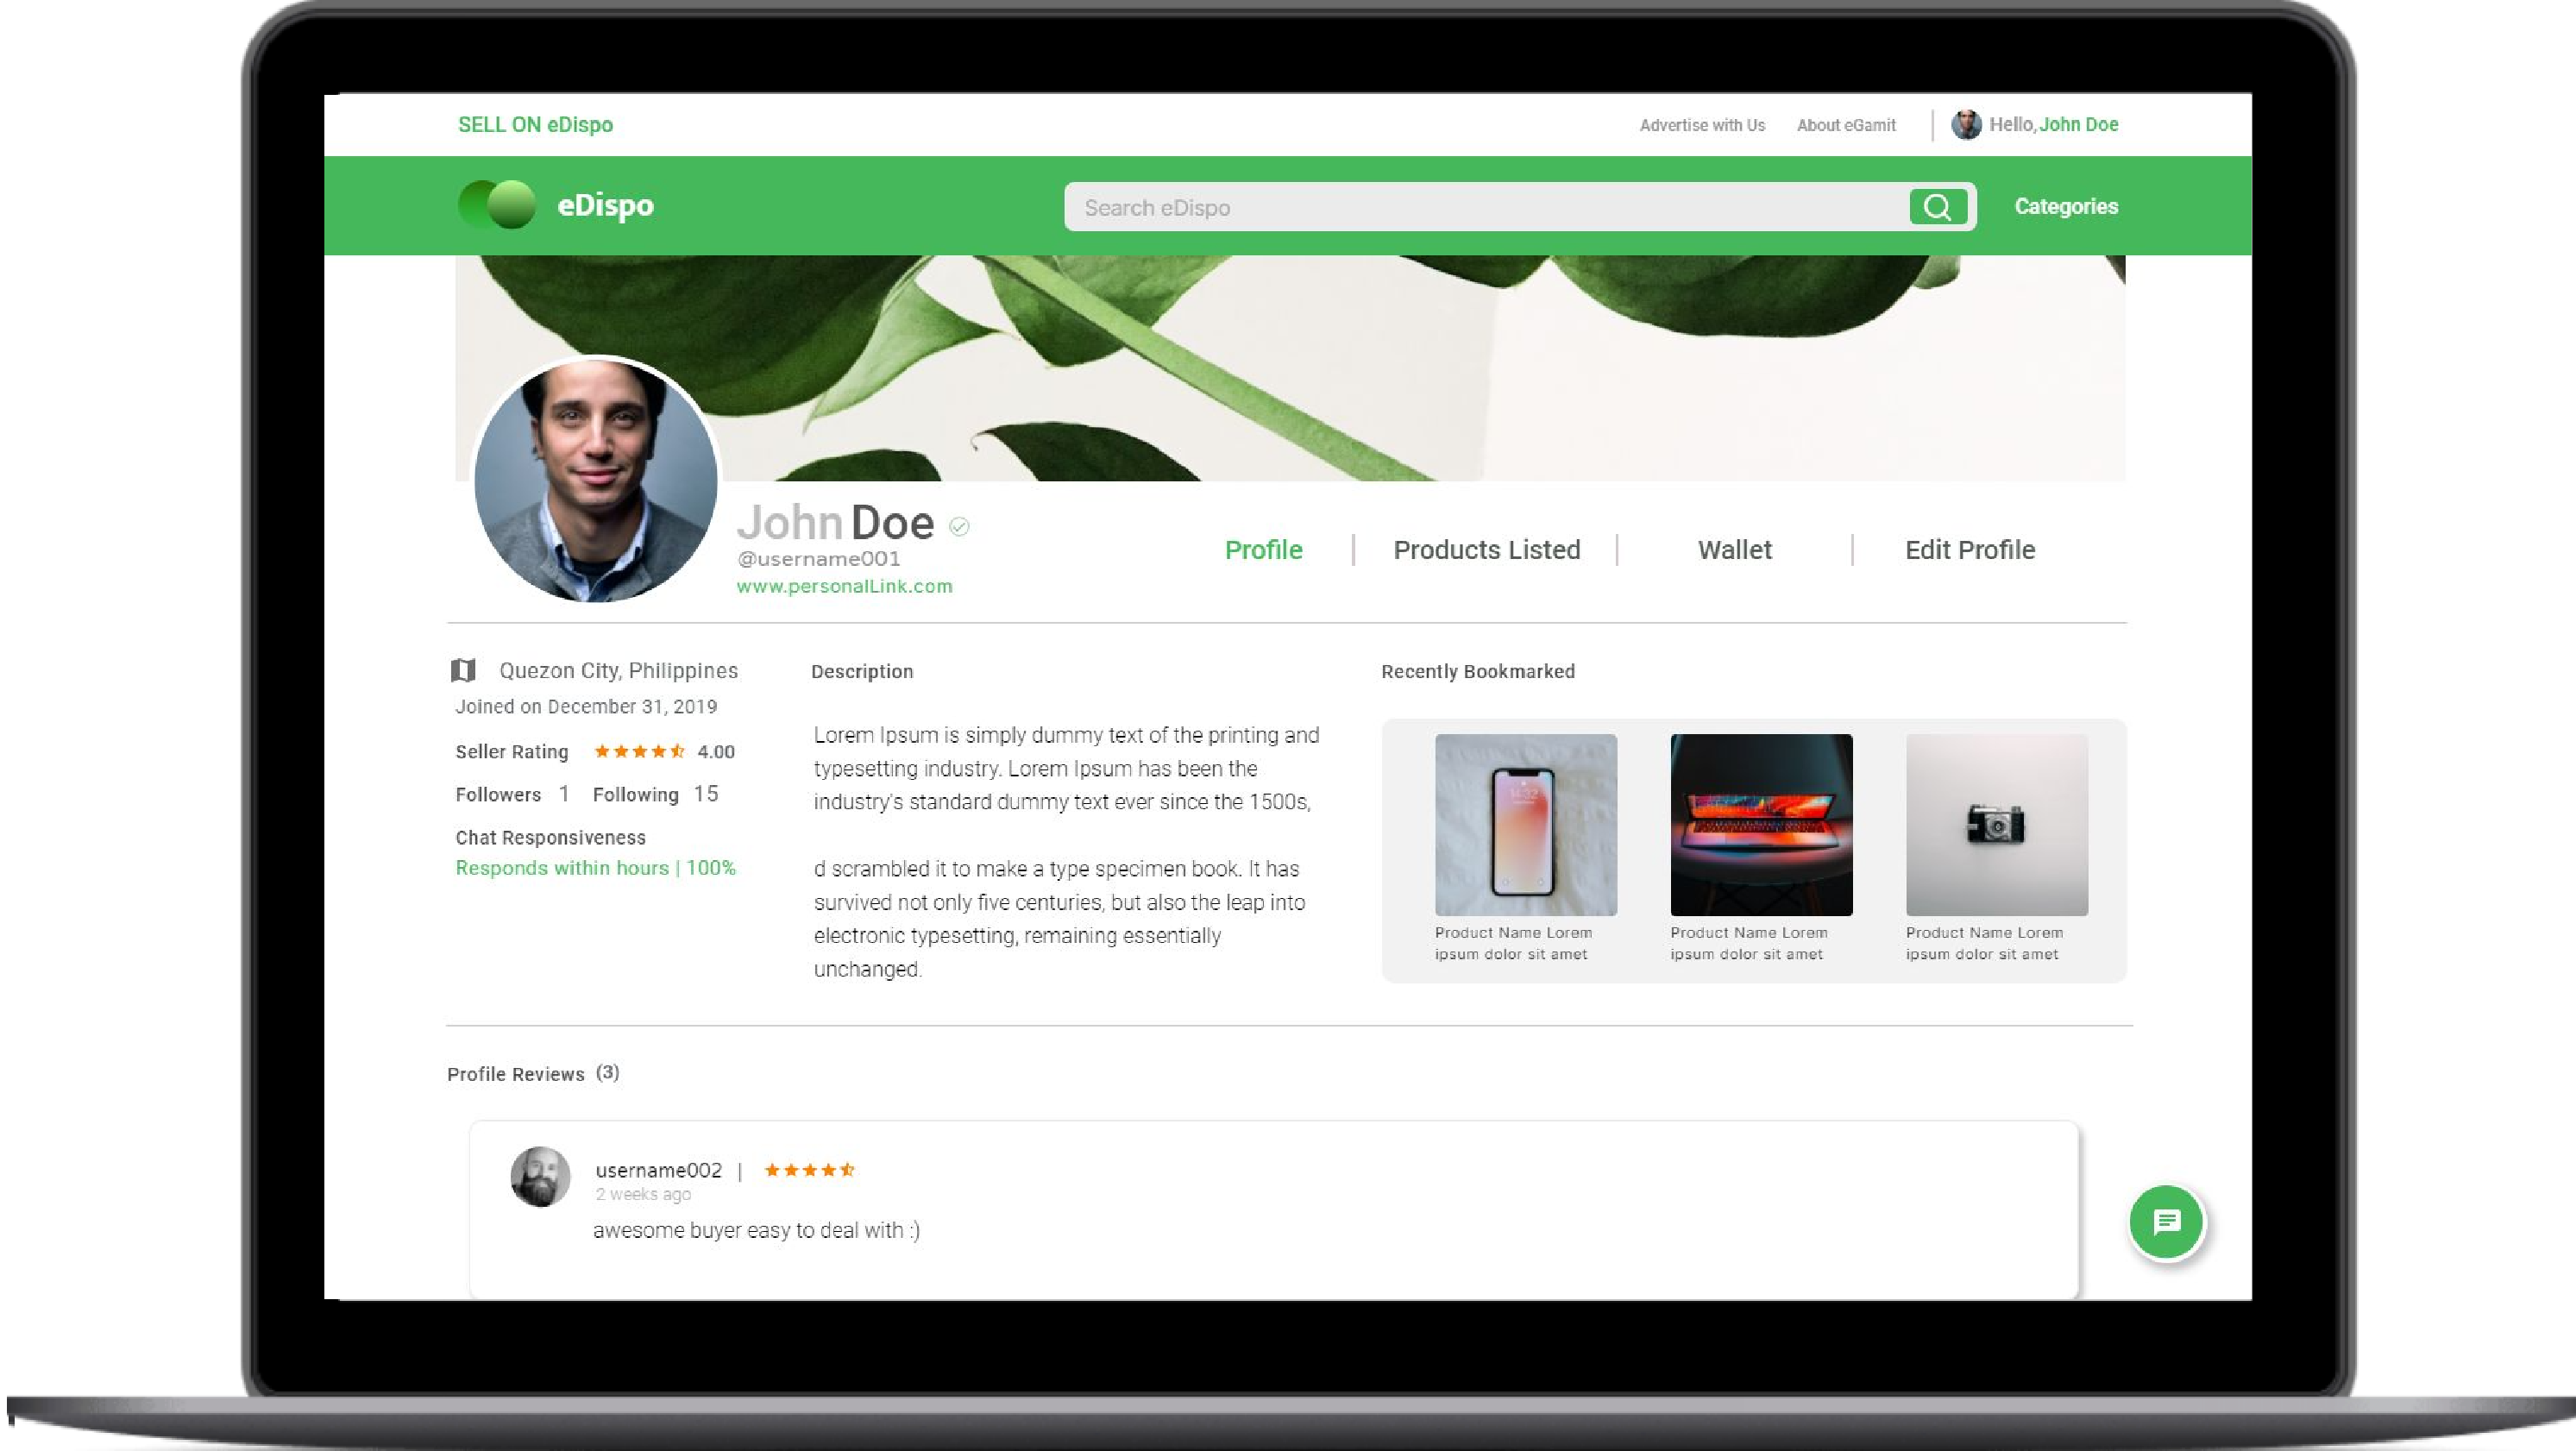 SELL ON eDispo
Advertise with Us
About eGamit
Hello, John Doe
eDispo
Search eDispo
Categories
John Doe
@username001
www.personalLink.com
Profile
Products Listed
Wallet
Edit Profile
Quezon City, Philippines
Joined on December 31, 2019
Seller Rating 4.00
Followers 1 Following 15
Chat Responsiveness
Responds within hours | 100%
Description
Lorem Ipsum is simply dummy text of the printing and
typesetting industry. Lorem Ipsum has been the
industry's standard dummy text ever since the 1500s,
d scrambled it to make a type specimen book. It has
survived not only five centuries, but also the leap into
electronic typesetting, remaining essentially
unchanged.
Recently Bookmarked
14:32
Product Name Lorem
ipsum dolor sit amet
Product Name Lorem
ipsum dolor sit amet
Product Name Lorem
ipsum dolor sit amet
Profile Reviews (3)
username002 |
2 weeks ago
awesome buyer easy to deal with :)